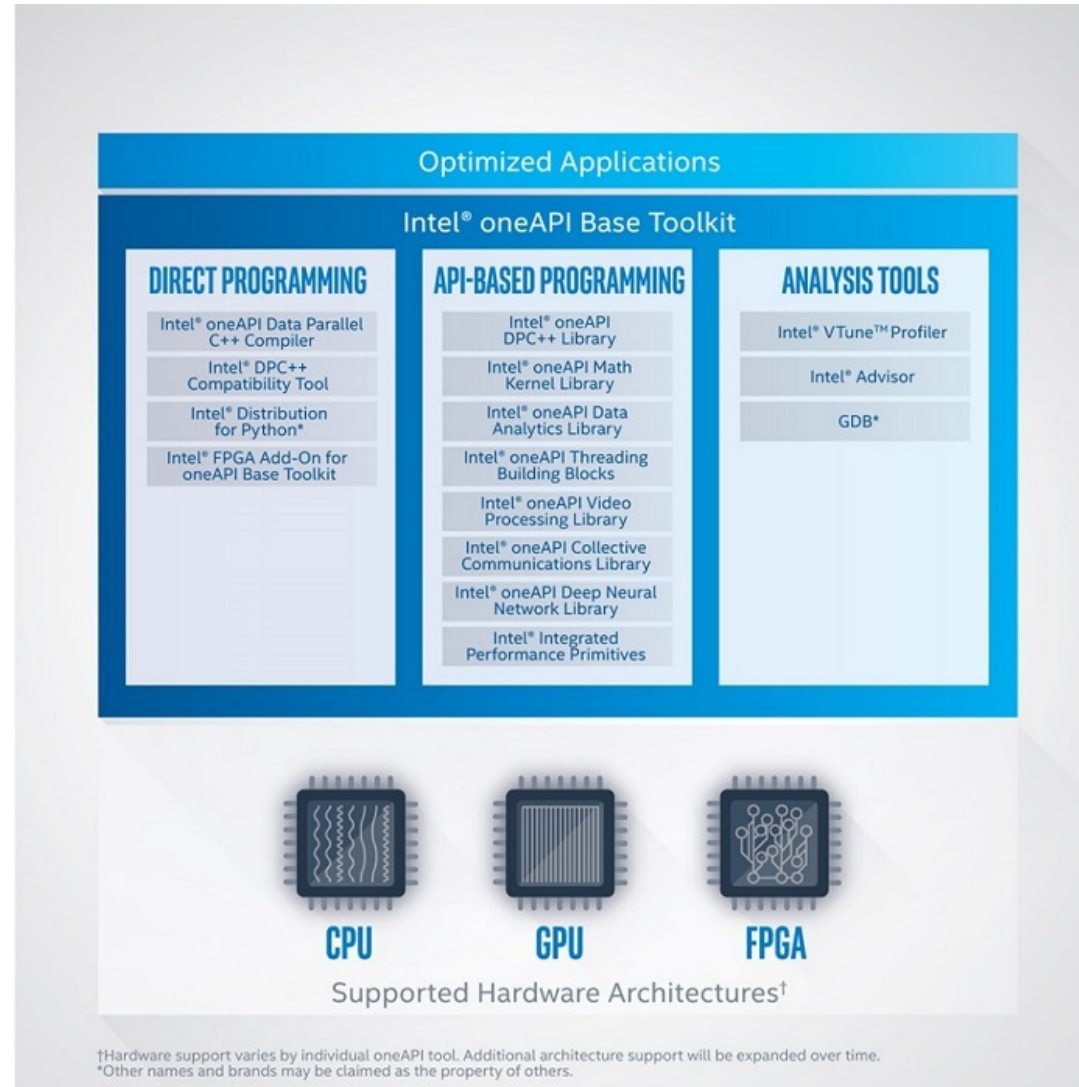 Optimized Applications
Intel® oneAPI Base Toolkit
DIRECT PROGRAMMING
Intel® oneAPI Data Parallel
C++ Compiler
Intel® DPC++
Compatibility Tool
Intel® Distribution
for Python*
Intel® FPGA Add-On for
oneAPI Base Toolkit
API-BASED PROGRAMMING
Intel® oneAPI
DPC++ Library
Intel® oneAPI Math
Kernel Library
Intel® oneAPI Data
Analytics Library
Intel® oneAPI Threading
Building Blocks
Intel® oneAPI Video
Processing Library
Intel® oneAPI Collective
Communications Library
Intel® oneAPI Deep Neural
Network Library
Intel® Integrated
Performance Primitives
ANALYSIS TOOLS
Intel® VTune™ Profiler
Intel® Advisor
GDB*
CPU
GPU
FPGA
Supported Hardware Architectures†
†Hardware support varies by individual oneAPI tool. Additional architecture support will be expanded over time.
*Other names and brands may be claimed as the property of others.